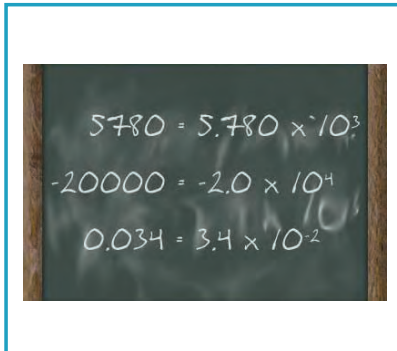 5780 = 5.780 x 10³
-20000 = -2.0 x 10⁴
0.034 = 3.4 x 10⁻²